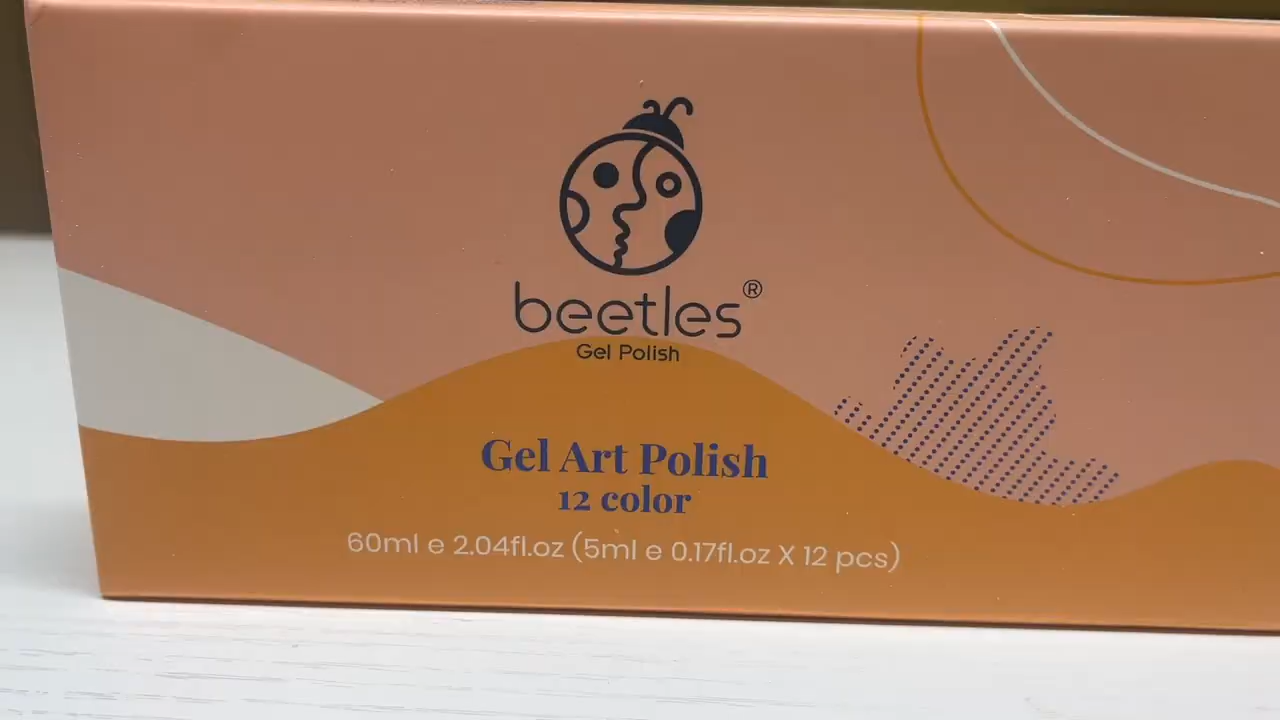 beetles®
Gel Polish
Gel Art Polish
12 color
60ml e 2.04fl.oz (5ml e 0.17fl.oz X 12 pcs)